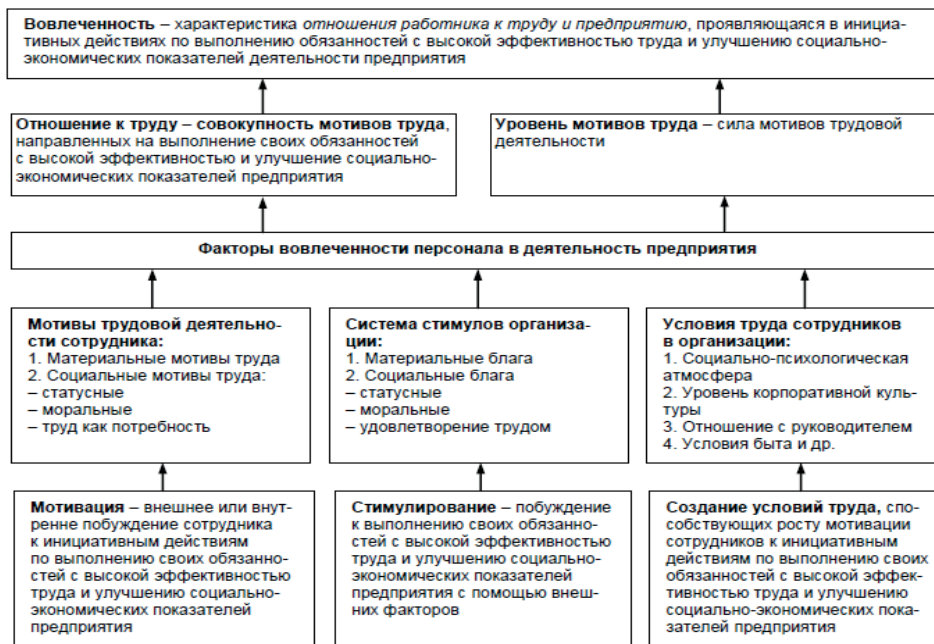 Вовлеченность – характеристика отношения работника к труду и предприятию, проявляющаяся в инициа-
тивных действиях по выполнению обязанностей с высокой эффективностью труда и улучшению социально-
экономических показателей деятельности предприятия
Отношение к труду – совокупность мотивов труда,
направленных на выполнение своих обязанностей
с высокой эффективностью и улучшение социально-
экономических показателей предприятия
Уровень мотивов труда – сила мотивов трудовой
деятельности
Факторы вовлеченности персонала в деятельность предприятия
Мотивы трудовой деятельно-
сти сотрудника:
1. Материальные мотивы труда
2. Социальные мотивы труда:
– статусные
– моральные
– труд как потребность
Система стимулов организа-
ции:
1. Материальные блага
2. Социальные блага
– статусные
– моральные
– удовлетворение трудом
Условия труда сотрудников
в организации:
1. Социально-психологическая
атмосфера
2. Уровень корпоративной куль-
туры
3. Отношение с руководителем
4. Условия быта и др.
Мотивация – внешнее или внут-
ренне побуждение сотрудника
к инициативным действиям
по выполнению своих обязанно-
стей с высокой эффективностью
труда и улучшению социально-
экономических показателей
предприятия
Стимулирование – побуждение
к выполнению своих обязанно-
стей с высокой эффективностью
труда и улучшению социально-
экономических показателей
предприятия с помощью внеш-
них факторов
Создание условий труда, спо-
собствующих росту мотивации
сотрудников к инициативным
действиям по выполнению своих
обязанностей с высокой эффек-
тивностью труда и улучшению
социально-экономических пока-
зателей предприятия